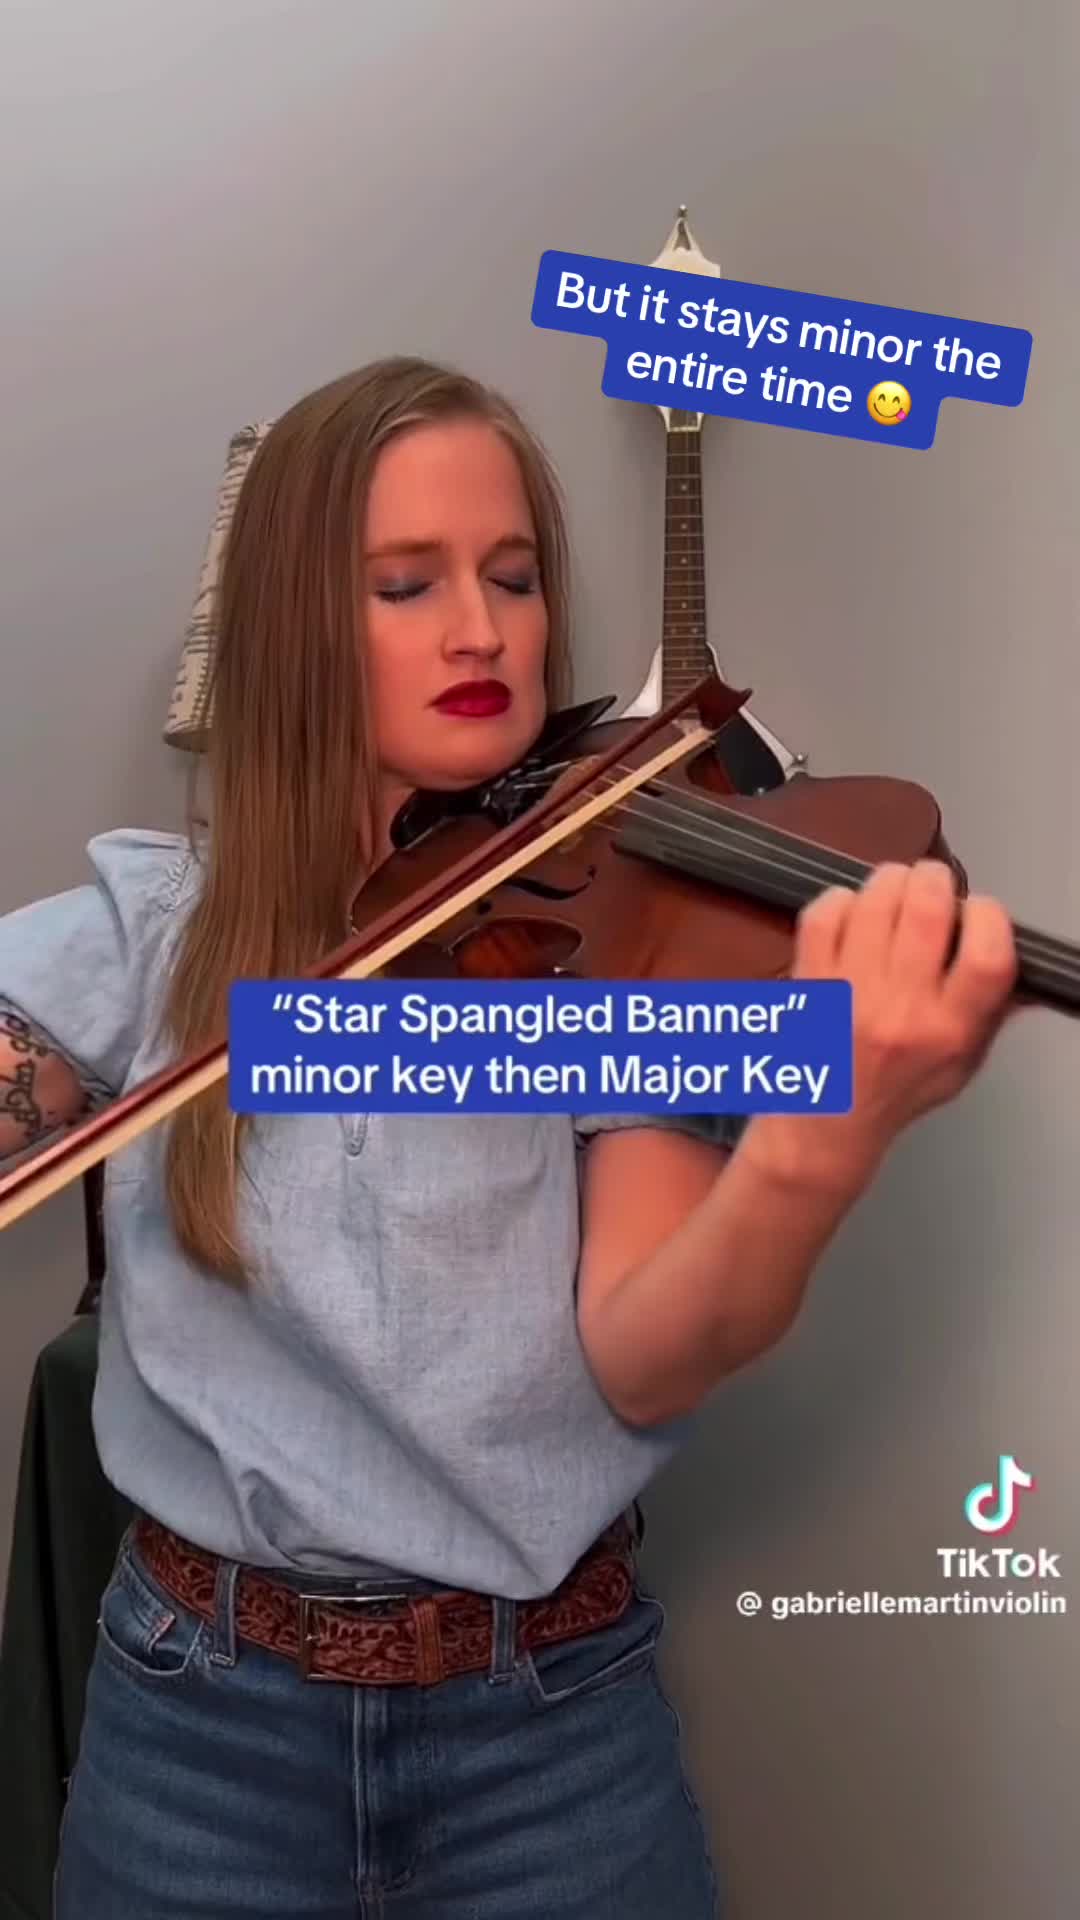 But it stays minor the
entire time 😋
“Star Spangled Banner”
minor key then Major Key
TikTok
@ gabriellemartinviolin